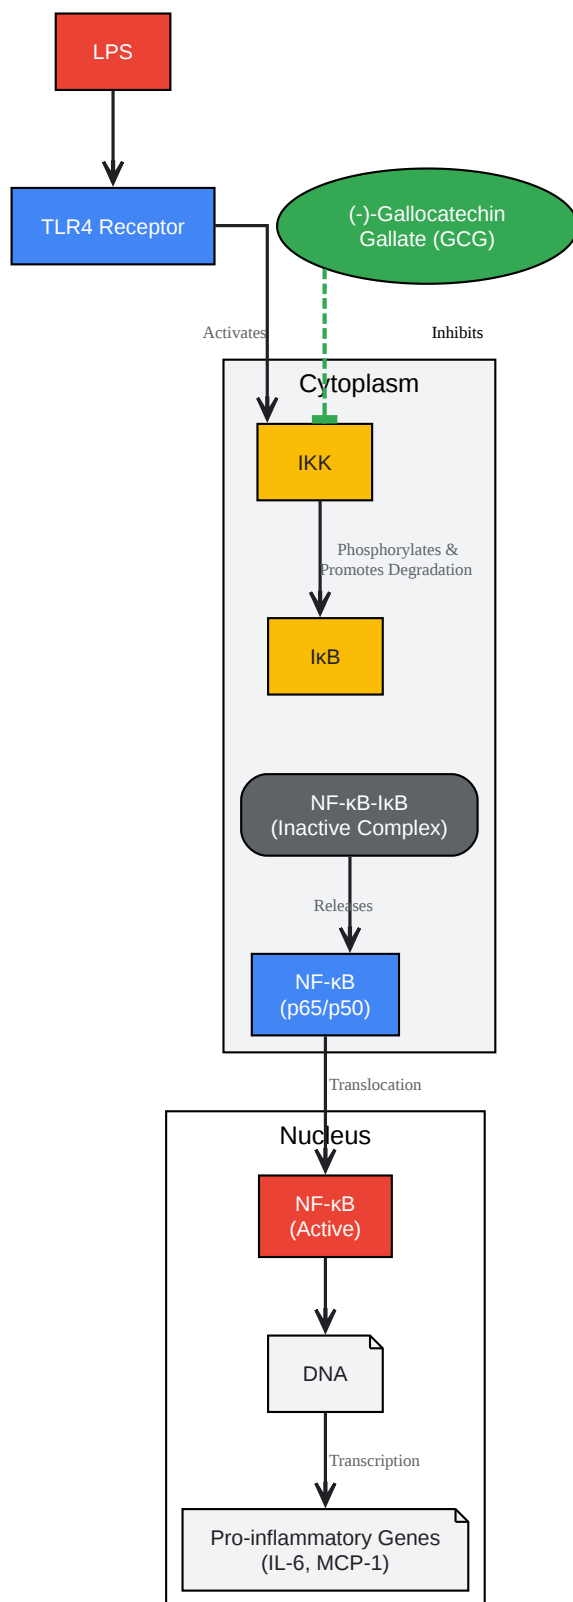 LPS
TLR4 Receptor
(-)-Gallocatechin
Gallate (GCG)
Activates
Inhibits
Cytoplasm
IKK
Phosphorylates &
Promotes Degradation
IκB
NF-κB-IκB
(Inactive Complex)
Releases
NF-κB
(p65/p50)
Translocation
Nucleus
NF-κB
(Active)
DNA
Transcription
Pro-inflammatory Genes
(IL-6, MCP-1)